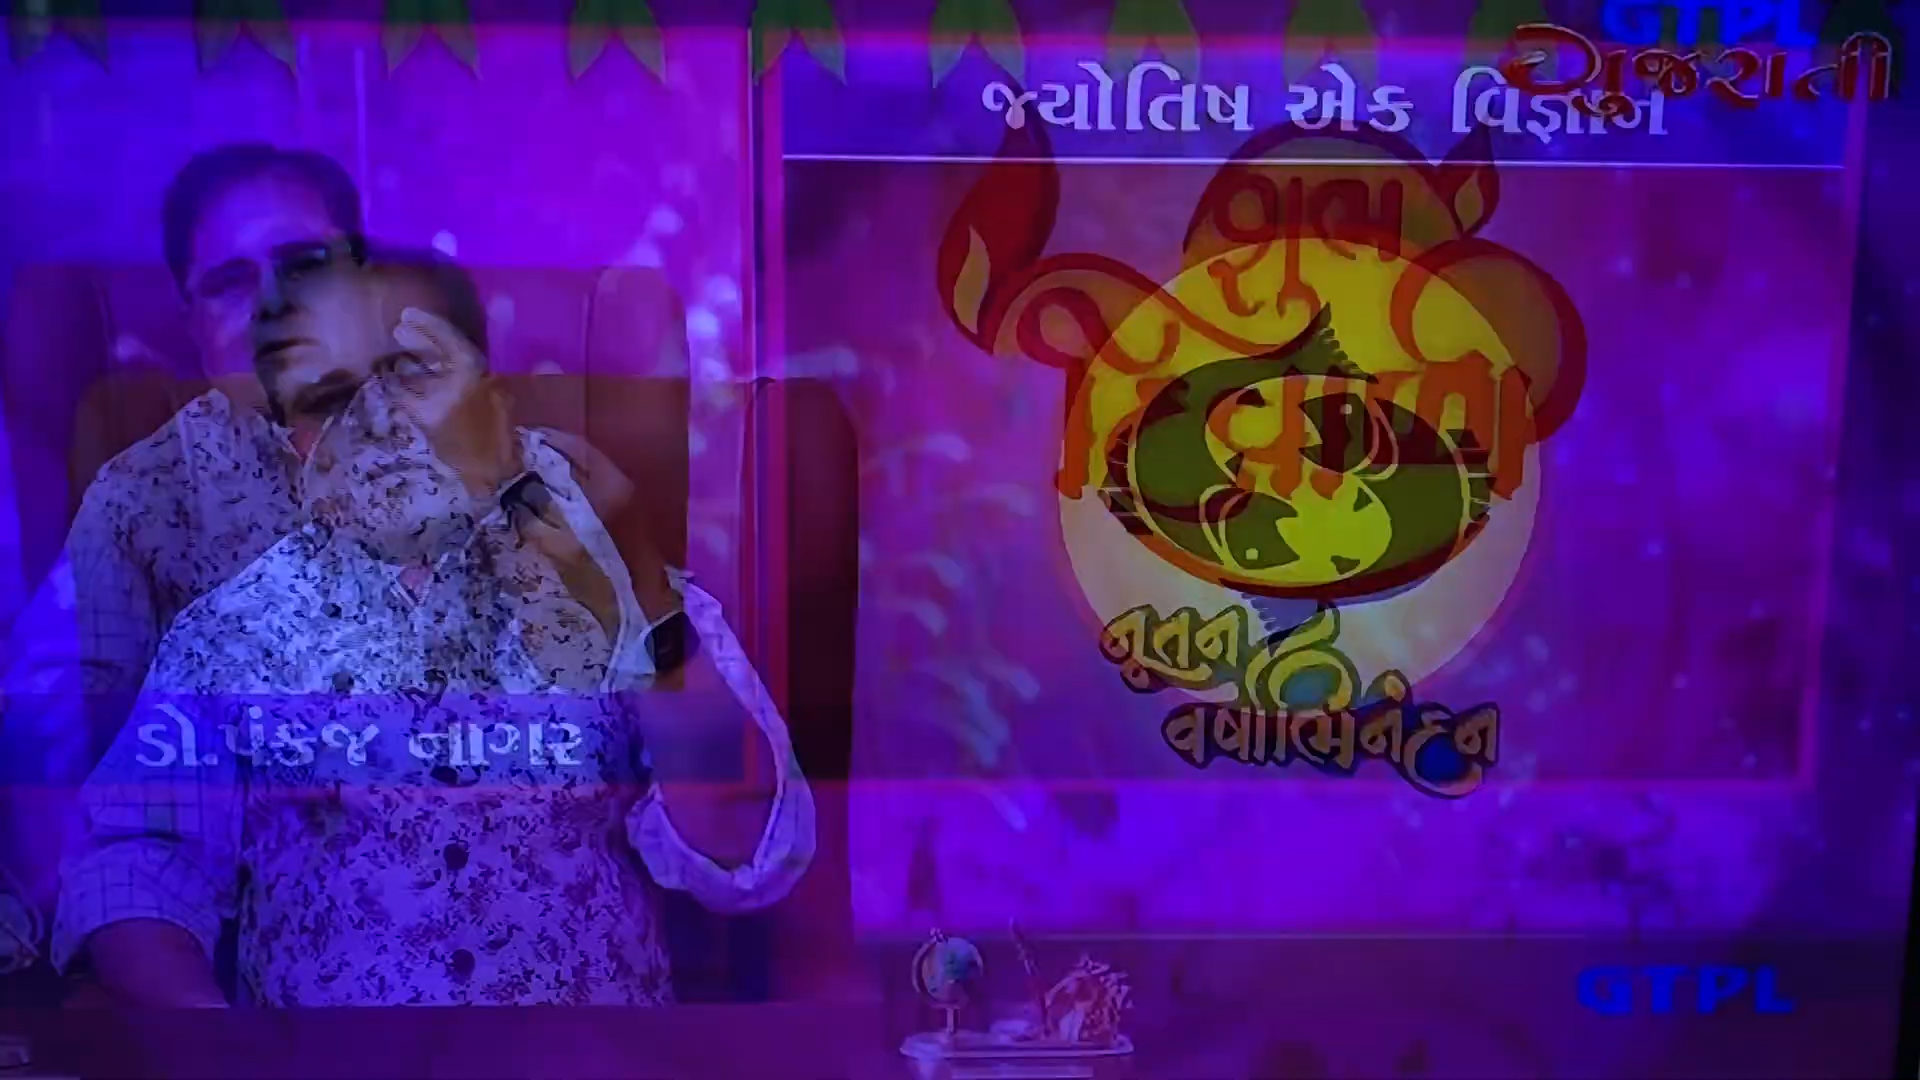 GTPL
ગુજરાતી
જ્યોતિષ એક વિજ્ઞાન
શુભ
દિવાળી
નૂતન
વર્ષાભિનંદન
ડો.પંકજ નાગર
GTPL